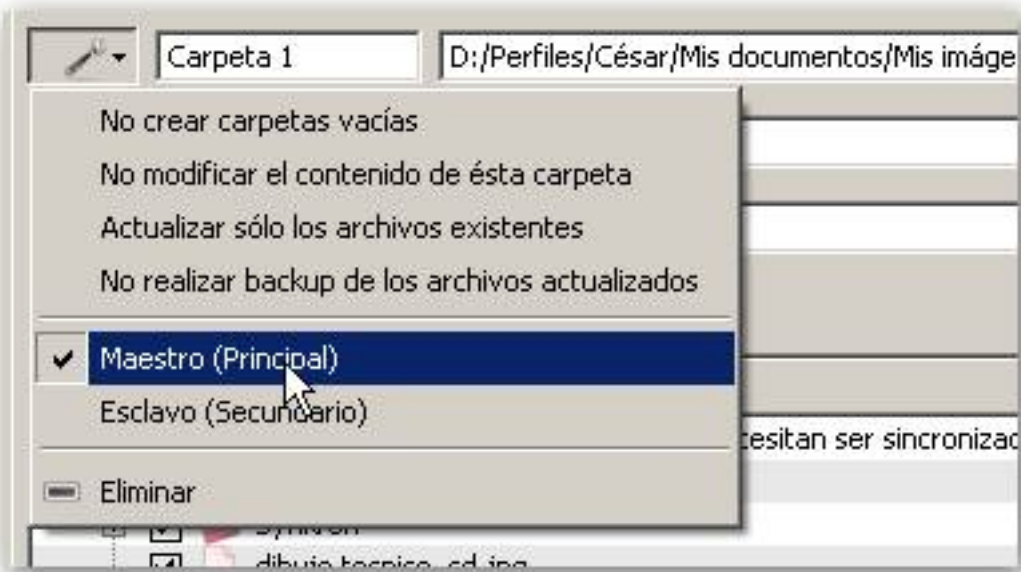 Carpeta 1
D:/Perfiles/César/Mis documentos/Mis imáge
No crear carpetas vacías
No modificar el contenido de ésta carpeta
Actualizar sólo los archivos existentes
No realizar backup de los archivos actualizados
Maestro (Principal)
Esclavo (Secundario)
cesitan ser sincronizad
Eliminar
dibujo tecnico